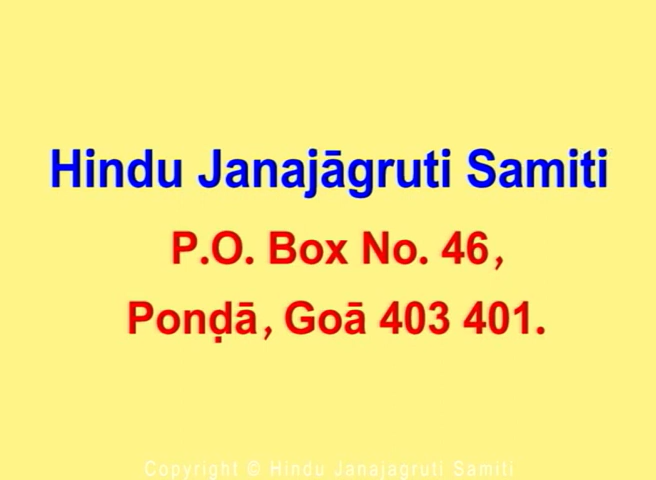 Hindu Janajāgruti Samiti
P.O. Box No. 46,
Ponḍā, Goā 403 401.
Copyright © Hindu Janajagruti Samiti